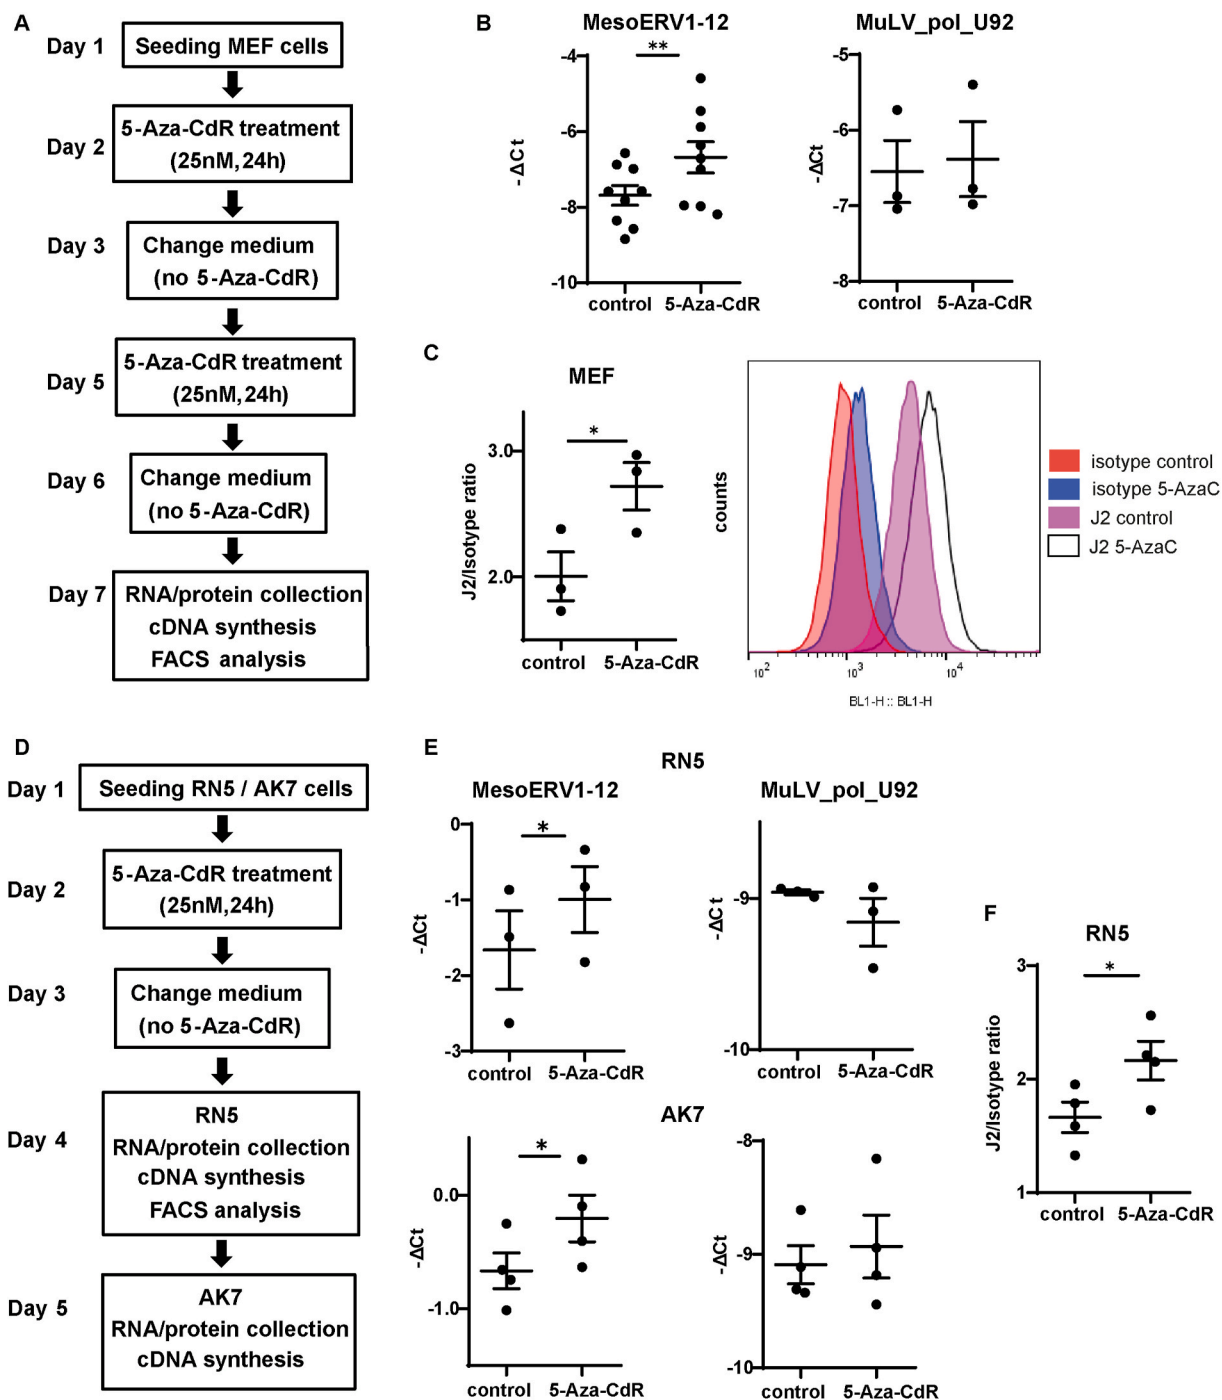 A
Day 1
Seeding MEF cells
Day 2
5-Aza-CdR treatment
(25nM,24h)
Day 3
Change medium
(no 5-Aza-CdR)
Day 5
5-Aza-CdR treatment
(25nM,24h)
Day 6
Change medium
(no 5-Aza-CdR)
Day 7
RNA/protein collection
cDNA synthesis
FACS analysis
B
MesoERV1-12
**
-4
-6
-8
-10
-ΔCt
control
5-Aza-CdR
MuLV_pol_U92
-5
-6
-7
-8
-ΔCt
control
5-Aza-CdR
C
MEF
*
3.0
2.0
J2/Isotype ratio
control
5-Aza-CdR
counts
10²
10³
10⁴
BL1-H :: BL1-H
isotype control
isotype 5-AzaC
J2 control
J2 5-AzaC
D
Day 1
Seeding RN5 / AK7 cells
Day 2
5-Aza-CdR treatment
(25nM,24h)
Day 3
Change medium
(no 5-Aza-CdR)
Day 4
RN5
RNA/protein collection
cDNA synthesis
FACS analysis
Day 5
AK7
RNA/protein collection
cDNA synthesis
E
RN5
MesoERV1-12
*
0
-1
-2
-3
-ΔCt
control
5-Aza-CdR
MuLV_pol_U92
-9
-10
-ΔCt
control
5-Aza-CdR
AK7
*
0.0
-1.0
-ΔCt
control
5-Aza-CdR
-8
-9
-10
-ΔCt
control
5-Aza-CdR
F
RN5
*
3
2
1
J2/Isotype ratio
control
5-Aza-CdR